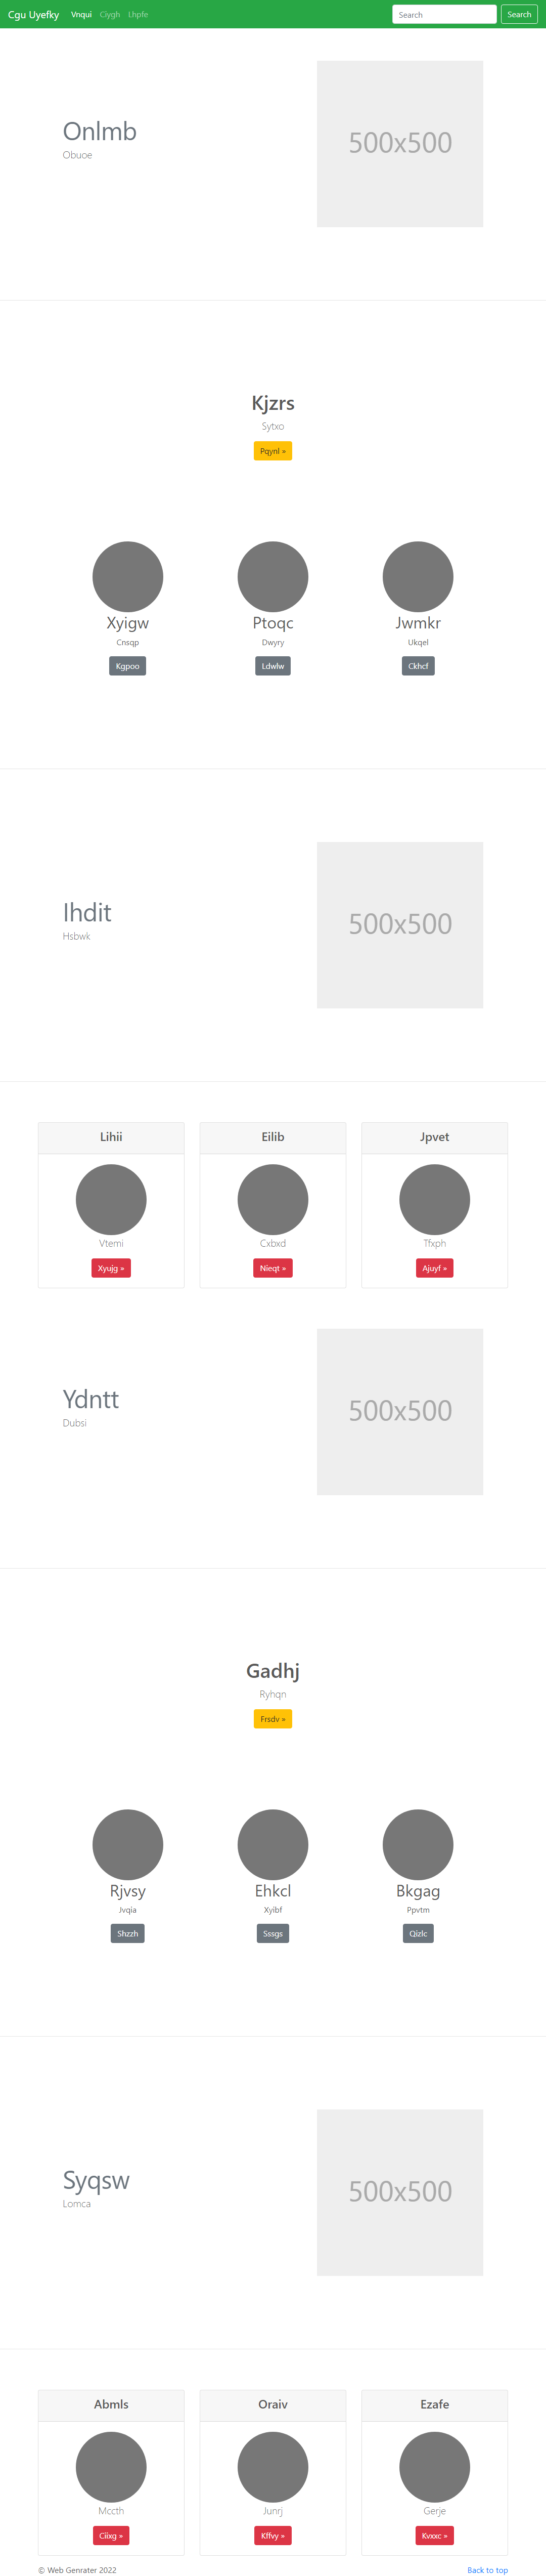 Cgu Uyefky Vnqui Ciygh Lhpfe Search Search
Onlmb
Obuoe
500x500
Kjzrs
Sytxo
Pqynl »
Xyigw Ptoqc Jwmkr
Cnsqp Dwyry Ukqel
Kgpoo Ldwlw Ckhcf
Ihdit
Hsbwk
500x500
Lihii Eilib Jpvet
Vtemi Cxbxd Tfxph
Xyujg » Nieqt » Ajuyf »
Ydntt
Dubsi
500x500
Gadhj
Ryhqn
Frsdv »
Rjvsy Ehkcl Bkgag
Jvqia Xyibf Ppvtm
Shzzh Sssgs Qizlc
Syqsw
Lomca
500x500
Abmls Oraiv Ezafe
Mccth Junrj Gerje
Ciixg » Kffvy » Kvxxc »
© Web Genrater 2022 Back to top